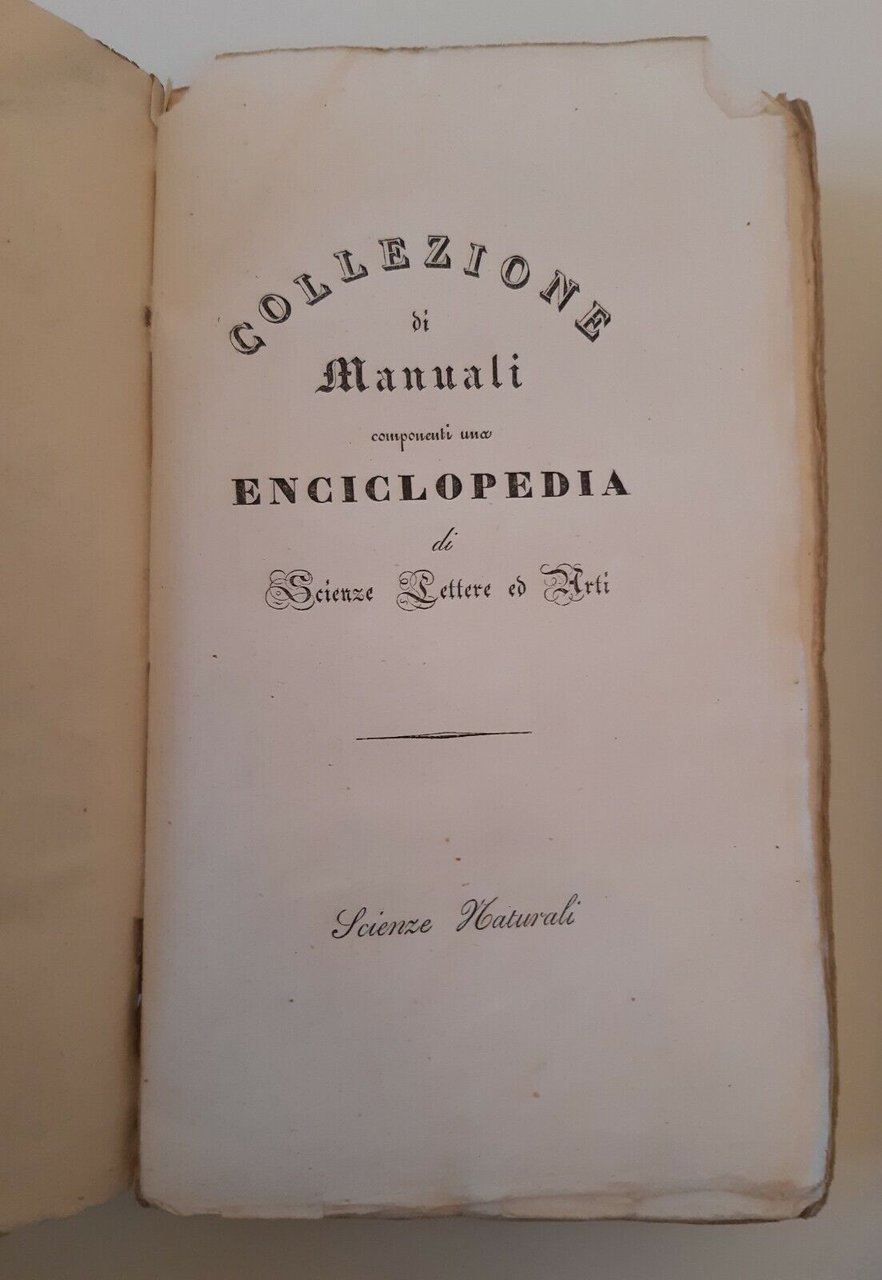 COLLEZIONE
di
Manuali
componenti una
ENCICLOPEDIA
di
Scienze Lettere ed Arti
Scienze Naturali